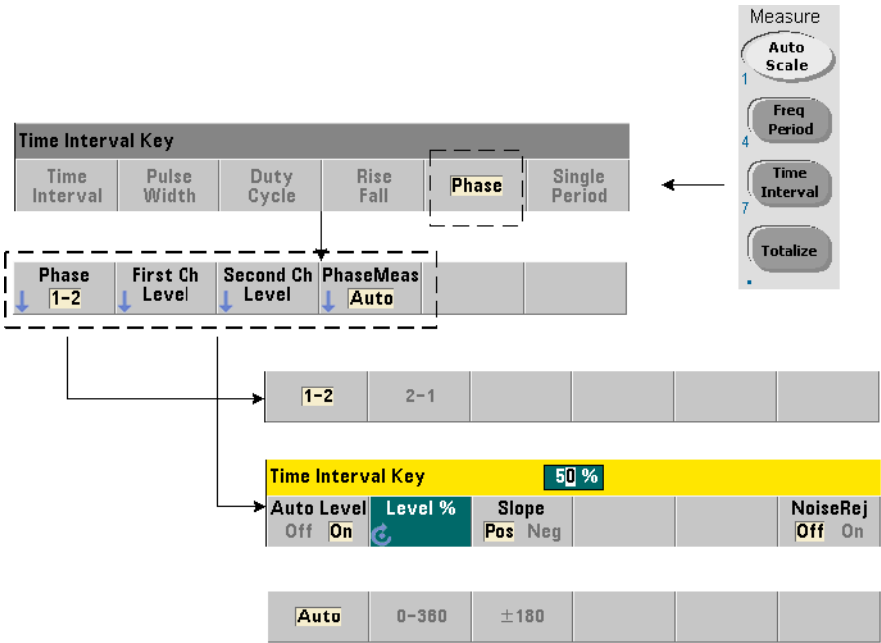 Measure
Auto
Scale
1
Freq
Period
4
Time
Interval
7
Totalize
.
Time Interval Key
Time
Interval
Pulse
Width
Duty
Cycle
Rise
Fall
Phase
Single
Period
Phase
1-2
First Ch
Level
Second Ch
Level
PhaseMeas
Auto
1-2
2-1
Time Interval Key
50 %
Auto Level
Off On
Level %
Slope
Pos Neg
NoiseRej
Off On
Auto
0-360
±180